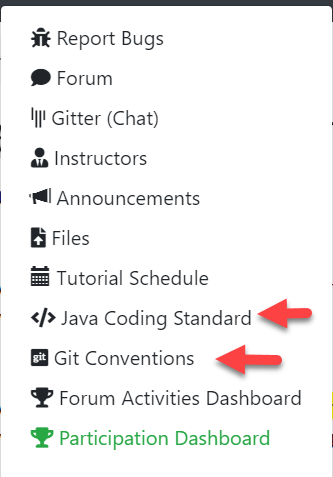 Report Bugs
Forum
Gitter (Chat)
Instructors
Announcements
Files
Tutorial Schedule
Java Coding Standard
git Git Conventions
Forum Activities Dashboard
Participation Dashboard